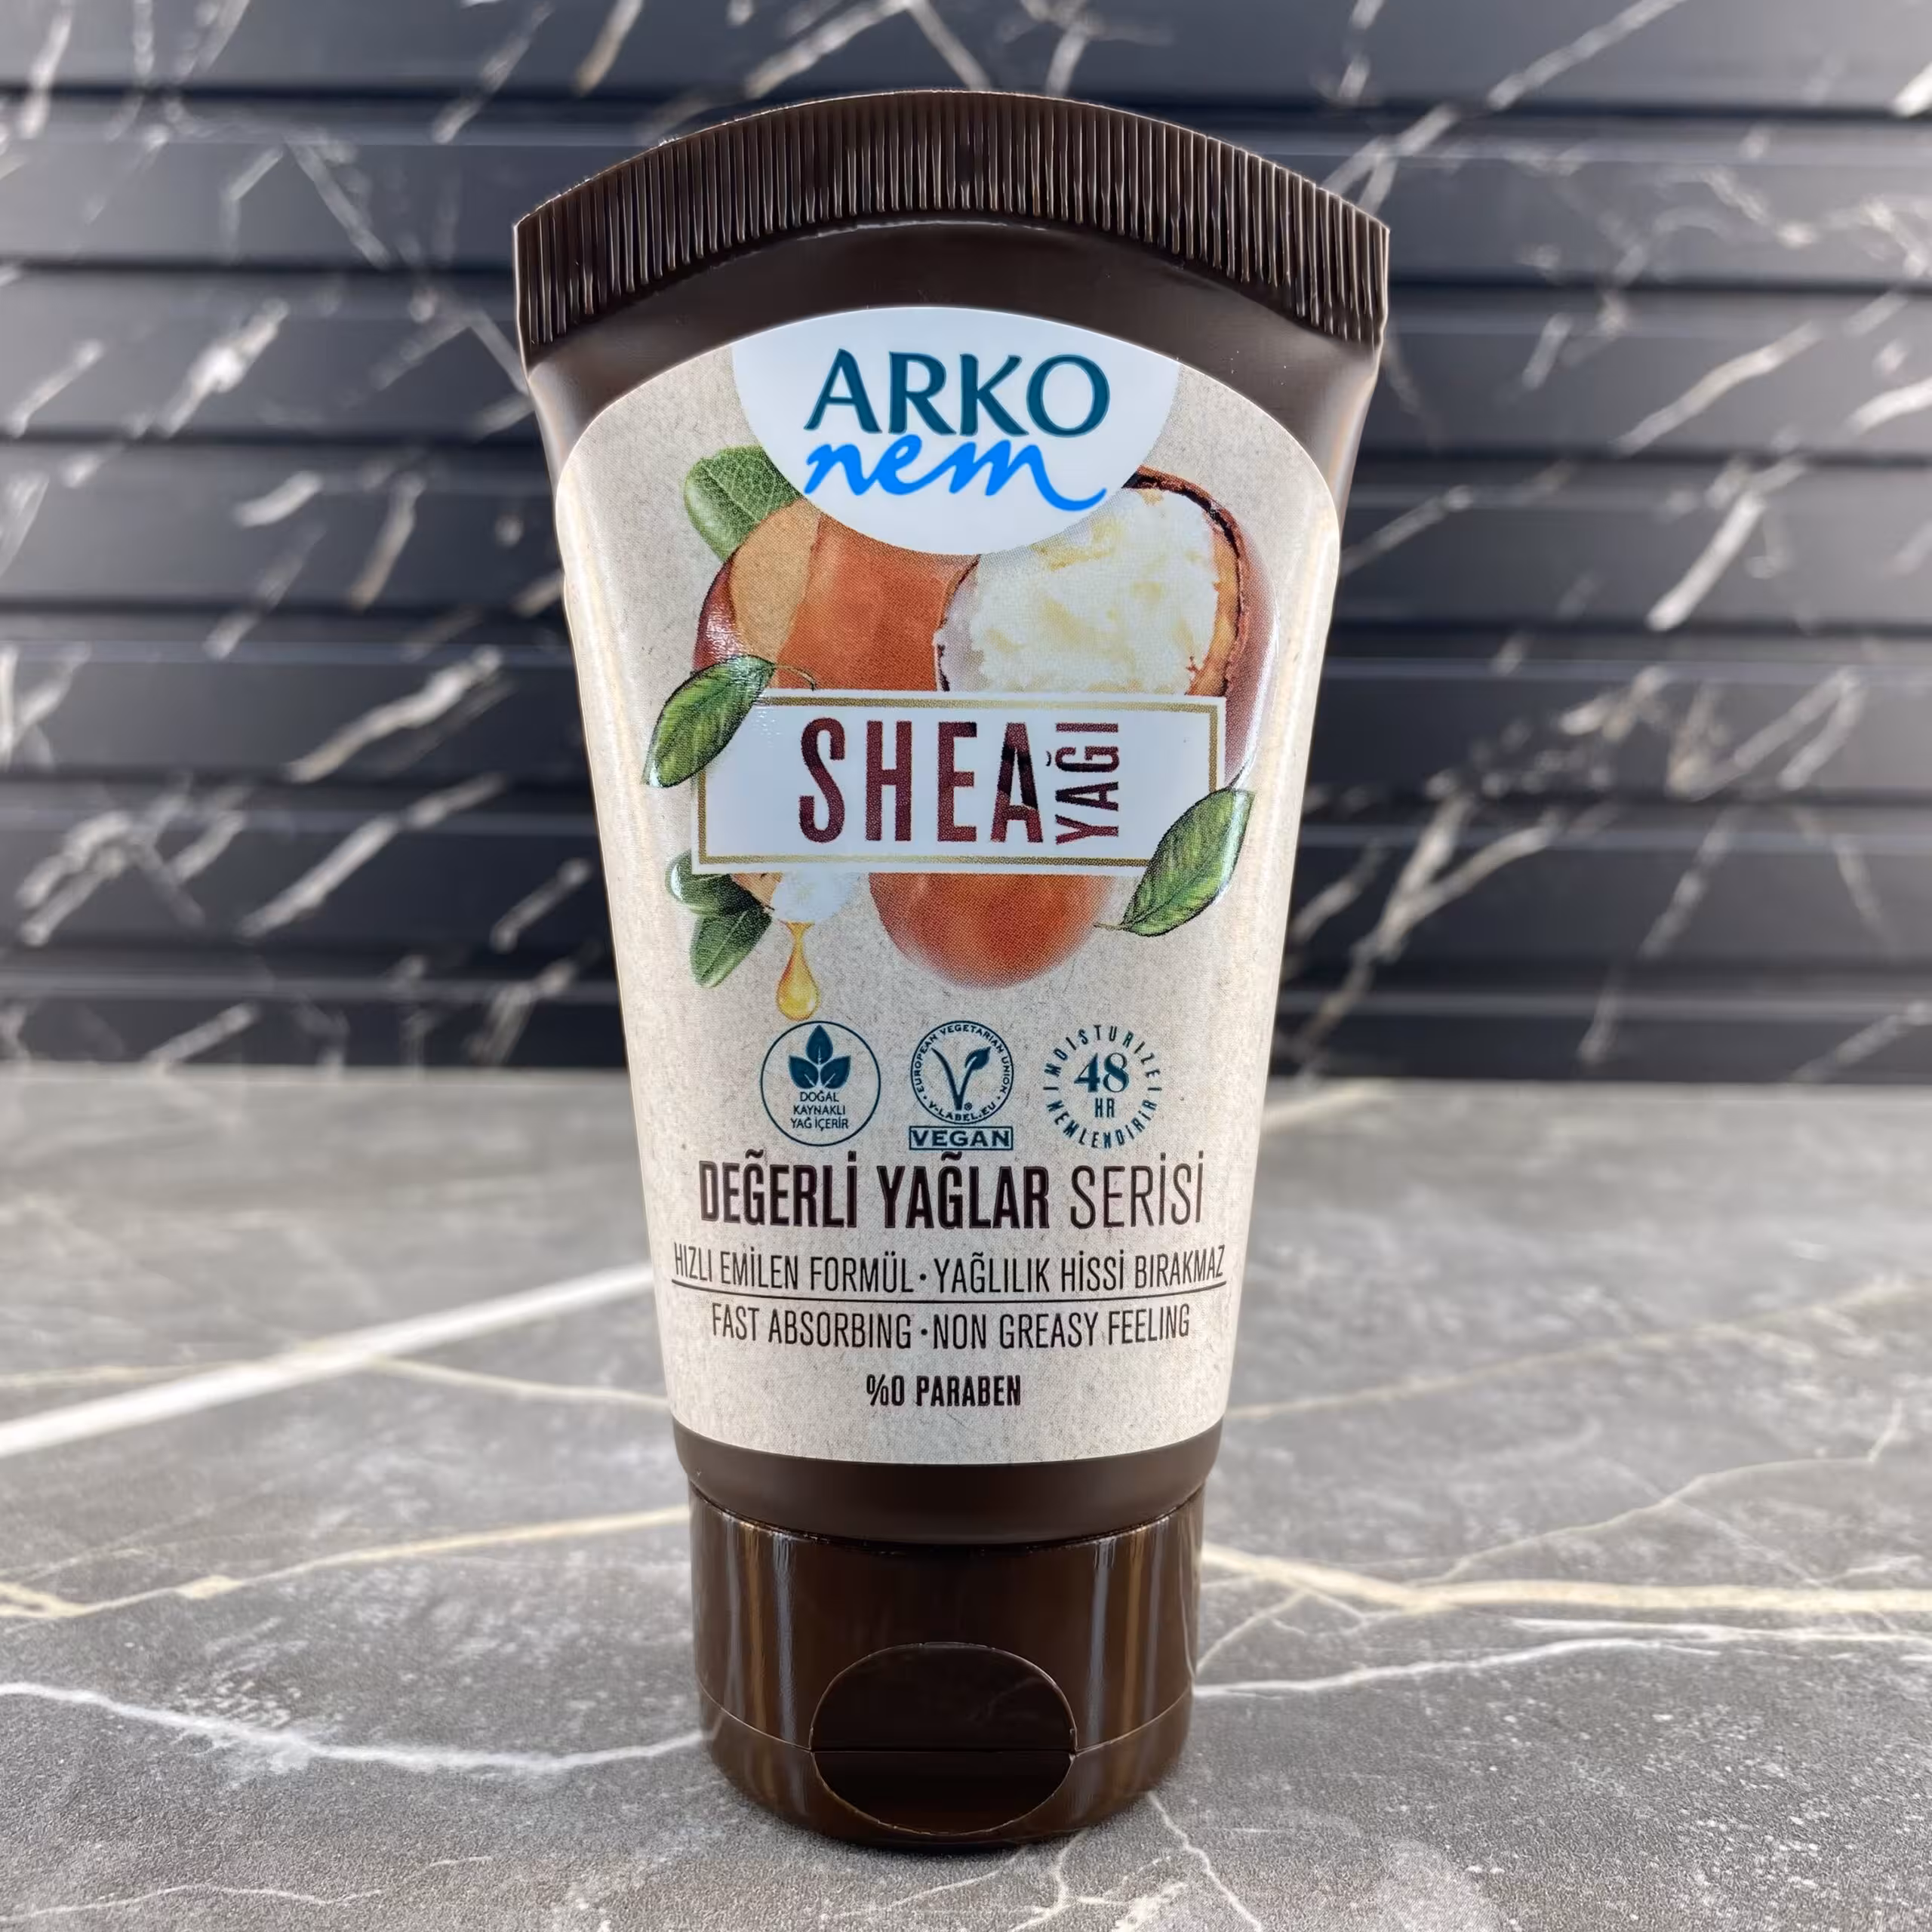 ARKO
nem
SHEA YAĞI
DOĞAL
KAYNAKLI
YAĞ İÇERİR
EUROPEAN VEGETARIAN UNION
V-LABEL.EU
VEGAN
MOISTURIZE
48
HR
NEMLENDİRİR
DEĞERLİ YAĞLAR SERİSİ
HIZLI EMİLEN FORMÜL · YAĞLILIK HİSSİ BIRAKMAZ
FAST ABSORBING · NON GREASY FEELING
%0 PARABEN